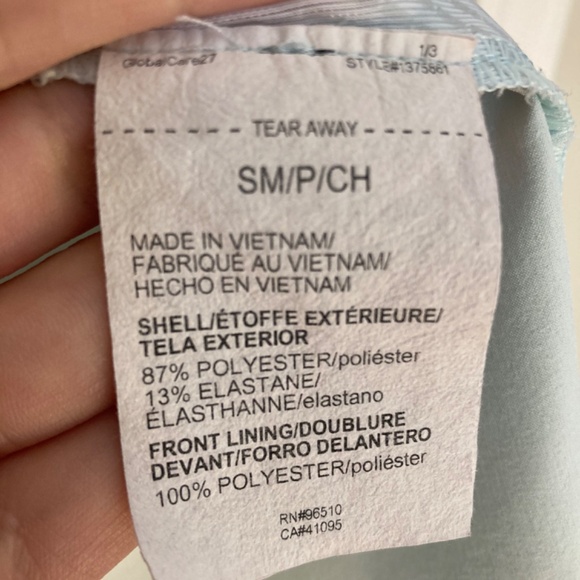 GlobalCare27
1/3
STYLE#1375861
TEAR AWAY
SM/P/CH
MADE IN VIETNAM/
FABRIQUÉ AU VIETNAM/
HECHO EN VIETNAM
SHELL/ÉTOFFE EXTÉRIEURE/
TELA EXTERIOR
87% POLYESTER/poliéster
13% ELASTANE/
ÉLASTHANNE/elastano
FRONT LINING/DOUBLURE
DEVANT/FORRO DELANTERO
100% POLYESTER/poliéster
RN#96510
CA#41095